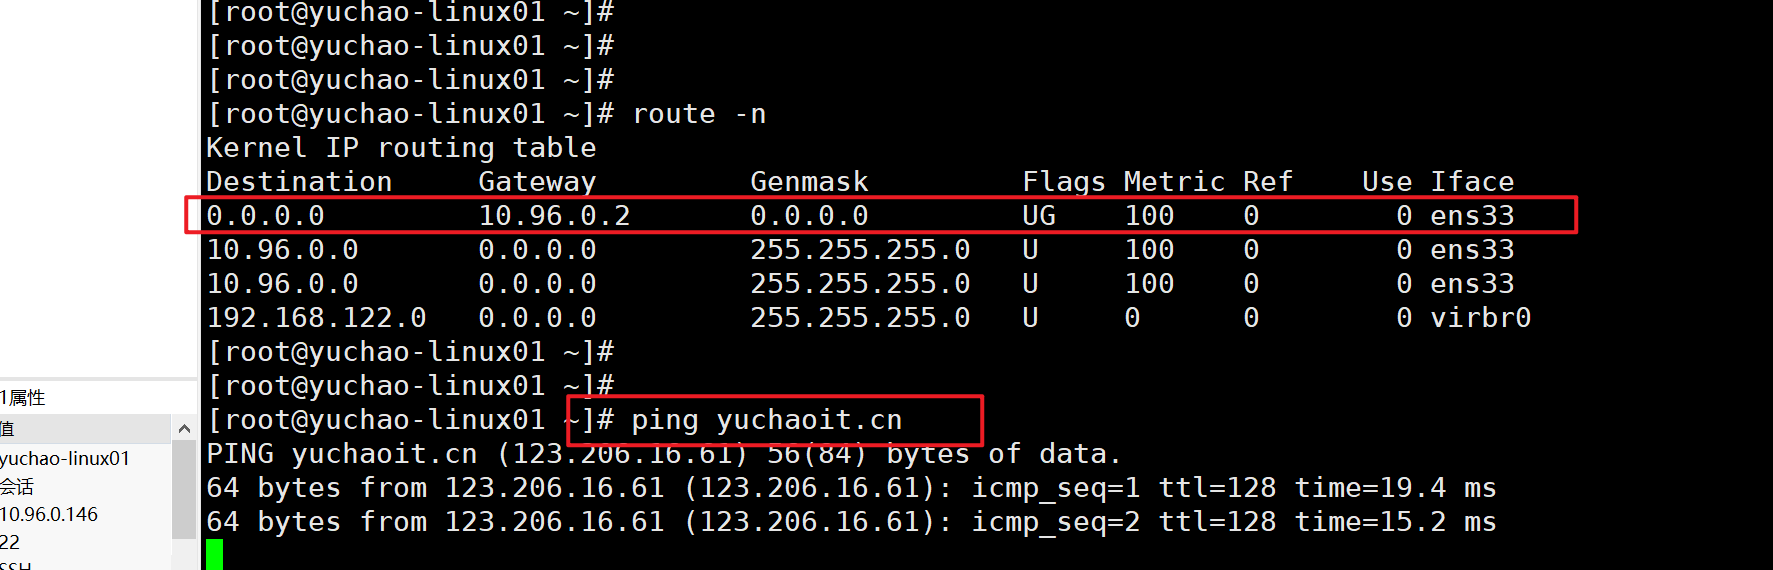 [root@yuchao-linux01 ~]#
[root@yuchao-linux01 ~]#
[root@yuchao-linux01 ~]#
[root@yuchao-linux01 ~]# route -n
Kernel IP routing table
Destination     Gateway         Genmask         Flags Metric Ref    Use Iface
0.0.0.0         10.96.0.2       0.0.0.0         UG    100    0        0 ens33
10.96.0.0       0.0.0.0         255.255.255.0   U     100    0        0 ens33
10.96.0.0       0.0.0.0         255.255.255.0   U     100    0        0 ens33
192.168.122.0   0.0.0.0         255.255.255.0   U     0      0        0 virbr0
[root@yuchao-linux01 ~]#
[root@yuchao-linux01 ~]#
[root@yuchao-linux01 ~]# ping yuchaoit.cn
PING yuchaoit.cn (123.206.16.61) 56(84) bytes of data.
64 bytes from 123.206.16.61 (123.206.16.61): icmp_seq=1 ttl=128 time=19.4 ms
64 bytes from 123.206.16.61 (123.206.16.61): icmp_seq=2 ttl=128 time=15.2 ms
1属性
值
yuchao-linux01
会话
10.96.0.146
22
SSH